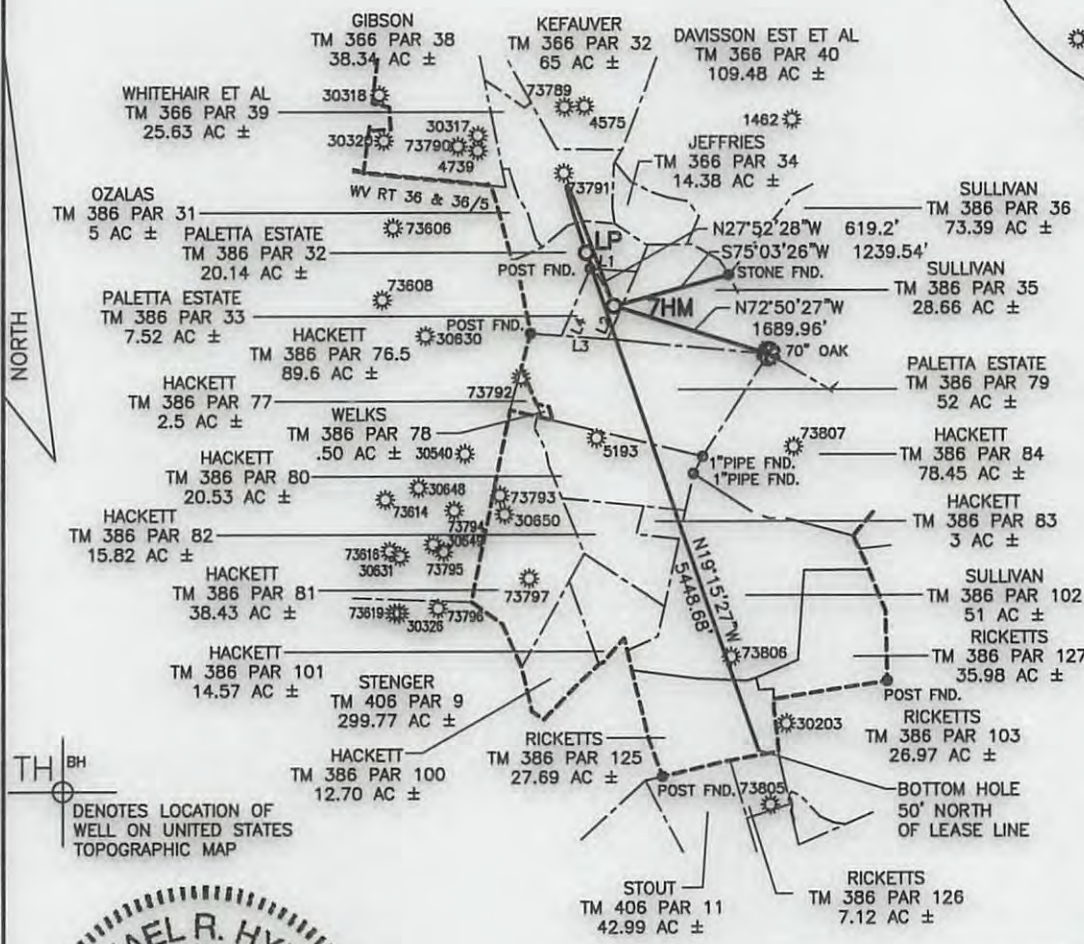 GIBSON
TM 366 PAR 38
38.34 AC ±
KEFAUVER
TM 366 PAR 32
65 AC ±
DAVISSON EST ET AL
TM 366 PAR 40
109.48 AC ±
WHITEHAIR ET AL
TM 366 PAR 39
25.63 AC ±
30318
30329
30317
73790
4739
73789
4575
1462
JEFFRIES
TM 366 PAR 34
14.38 AC ±
73791
WV RT 36 & 36/5
OZALAS
TM 386 PAR 31
5 AC ±
73606
SULLIVAN
TM 386 PAR 36
73.39 AC ±
N27°52'28"W 619.2'
S75°03'26"W 1239.54'
PALETTA ESTATE
TM 386 PAR 32
20.14 AC ±
LP
L1
POST FND.
STONE FND.
SULLIVAN
TM 386 PAR 35
28.66 AC ±
PALETTA ESTATE
TM 386 PAR 33
7.52 AC ±
73608
7HM
N72°50'27"W
1689.96'
L2
L4
L3
POST FND.
30630
70" OAK
NORTH
HACKETT
TM 386 PAR 76.5
89.6 AC ±
PALETTA ESTATE
TM 386 PAR 79
52 AC ±
HACKETT
TM 386 PAR 77
2.5 AC ±
73792
WELKS
TM 386 PAR 78
.50 AC ±
30540
5193
73807
1"PIPE FND.
1"PIPE FND.
HACKETT
TM 386 PAR 84
78.45 AC ±
HACKETT
TM 386 PAR 80
20.53 AC ±
30648
73614
73794
73793
30650
HACKETT
TM 386 PAR 83
3 AC ±
HACKETT
TM 386 PAR 82
15.82 AC ±
30649
73616
30631
73795
N19°15'27"W
5448.68'
HACKETT
TM 386 PAR 81
38.43 AC ±
73797
73619
30326
73796
SULLIVAN
TM 386 PAR 102
51 AC ±
RICKETTS
TM 386 PAR 127
35.98 AC ±
73806
HACKETT
TM 386 PAR 101
14.57 AC ±
STENGER
TM 406 PAR 9
299.77 AC ±
POST FND.
30203
RICKETTS
TM 386 PAR 103
26.97 AC ±
HACKETT
TM 386 PAR 100
12.70 AC ±
RICKETTS
TM 386 PAR 125
27.69 AC ±
POST FND.
73805
BOTTOM HOLE
50' NORTH
OF LEASE LINE
TH BH
DENOTES LOCATION OF
WELL ON UNITED STATES
TOPOGRAPHIC MAP
STOUT
TM 406 PAR 11
42.99 AC ±
RICKETTS
TM 386 PAR 126
7.12 AC ±
R.